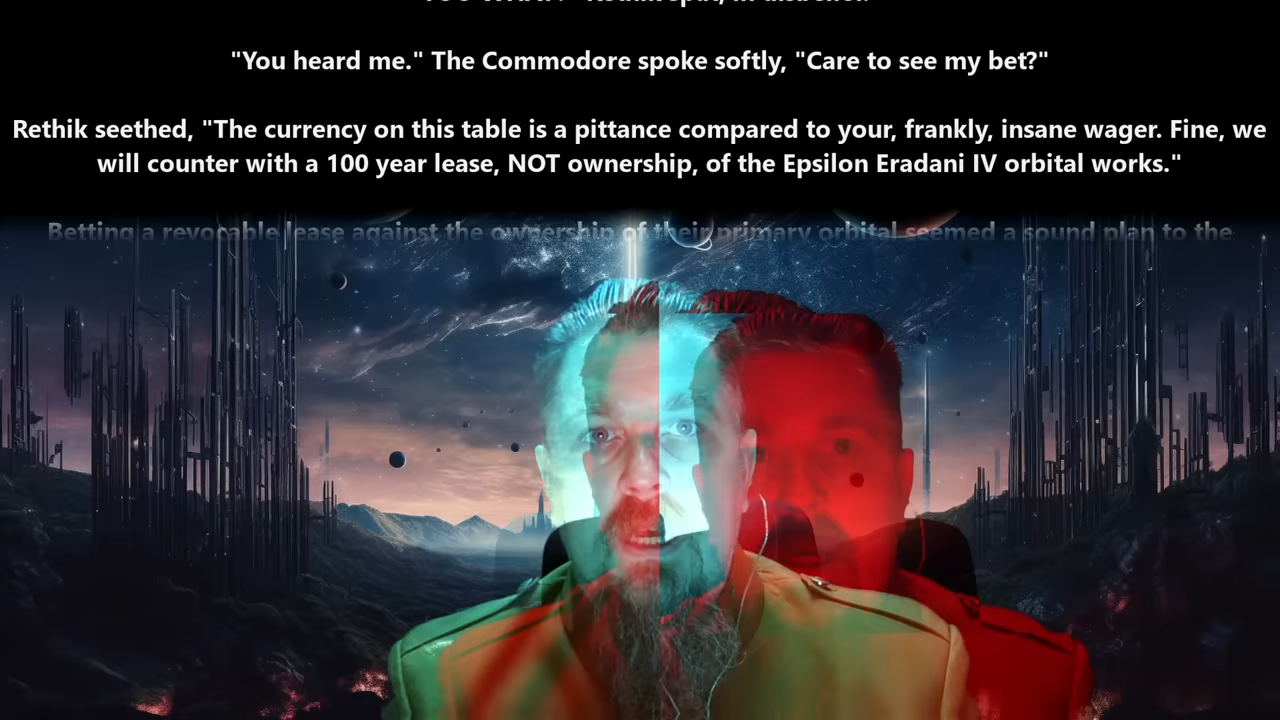 "You heard me." The Commodore spoke softly, "Care to see my bet?"
Rethik seethed, "The currency on this table is a pittance compared to your, frankly, insane wager. Fine, we
will counter with a 100 year lease, NOT ownership, of the Epsilon Eradani IV orbital works."
Betting a revocable lease against the ownership of their primary orbital seemed a sound plan to the